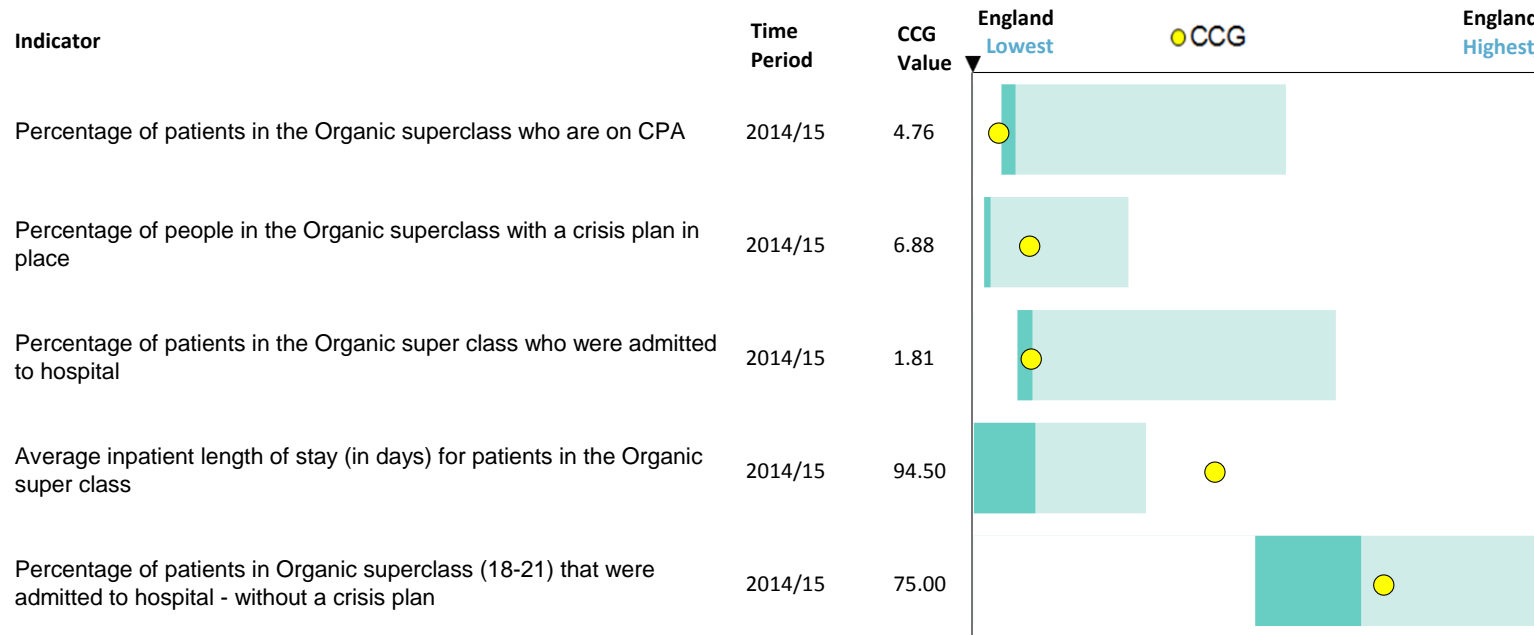 Indicator
Time
Period
CCG
Value
England
Lowest
CCG
England
Highest
Percentage of patients in the Organic superclass who are on CPA
2014/15
4.76
Percentage of people in the Organic superclass with a crisis plan in
place
2014/15
6.88
Percentage of patients in the Organic super class who were admitted
to hospital
2014/15
1.81
Average inpatient length of stay (in days) for patients in the Organic
super class
2014/15
94.50
Percentage of patients in Organic superclass (18-21) that were
admitted to hospital - without a crisis plan
2014/15
75.00